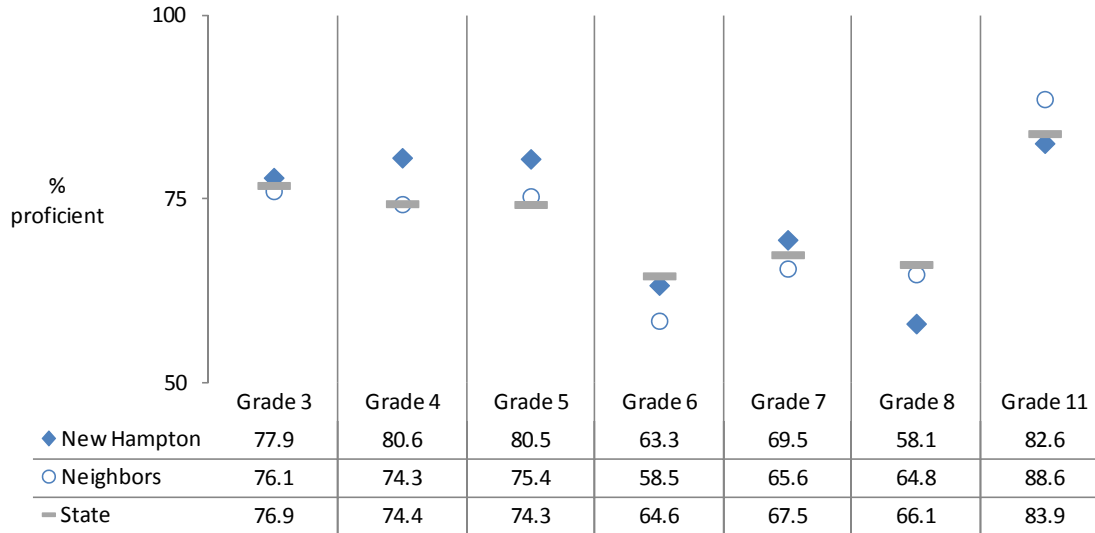 100
%
proficient
75
50
Grade 3 Grade 4 Grade 5 Grade 6 Grade 7 Grade 8 Grade 11
New Hampton 77.9 80.6 80.5 63.3 69.5 58.1 82.6
Neighbors 76.1 74.3 75.4 58.5 65.6 64.8 88.6
State 76.9 74.4 74.3 64.6 67.5 66.1 83.9